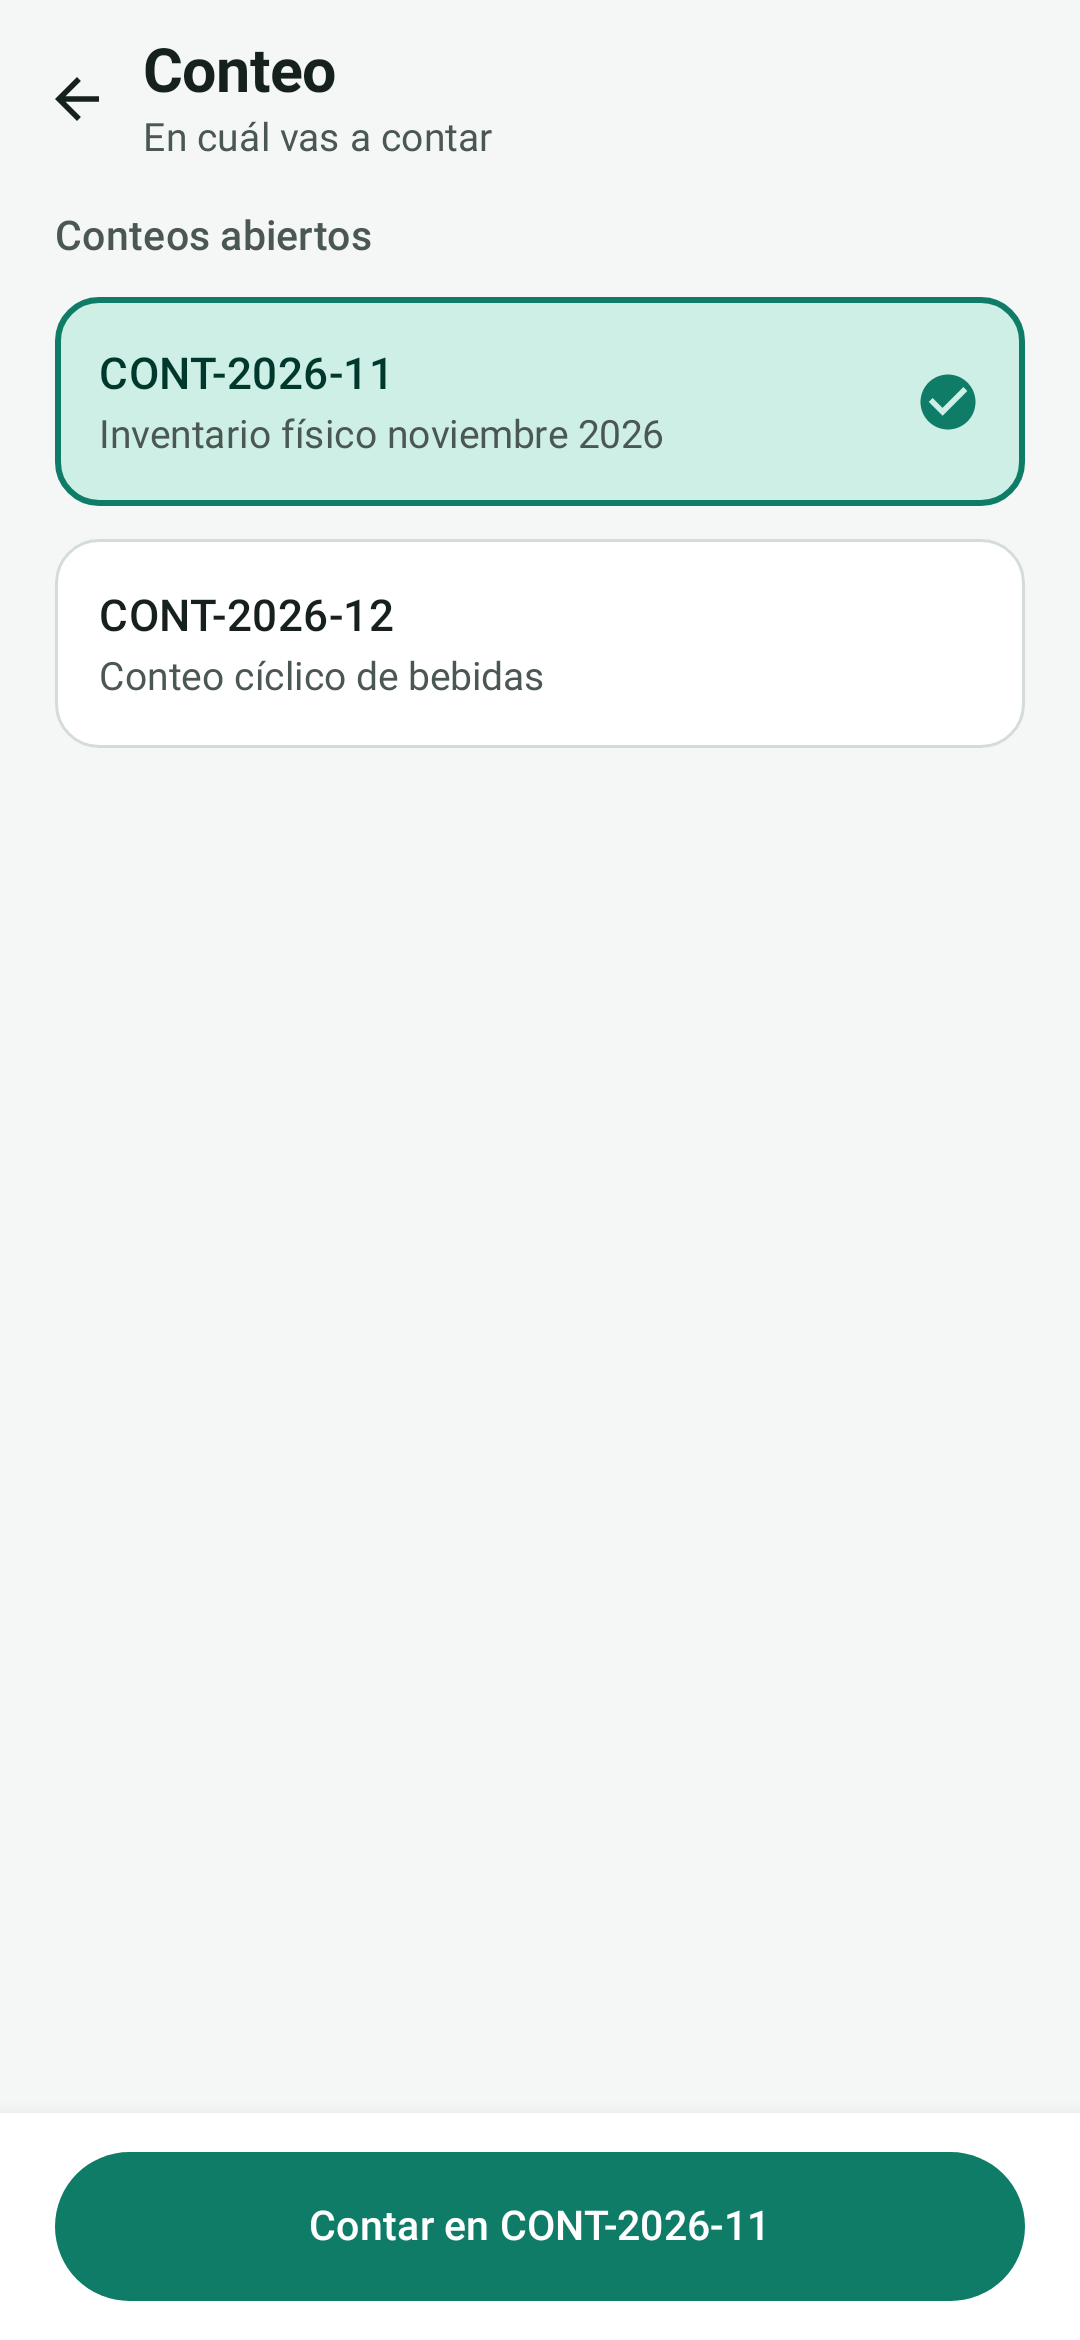 Conteo
En cuál vas a contar
Conteos abiertos
CONT-2026-11
Inventario físico noviembre 2026
CONT-2026-12
Conteo cíclico de bebidas
Contar en CONT-2026-11